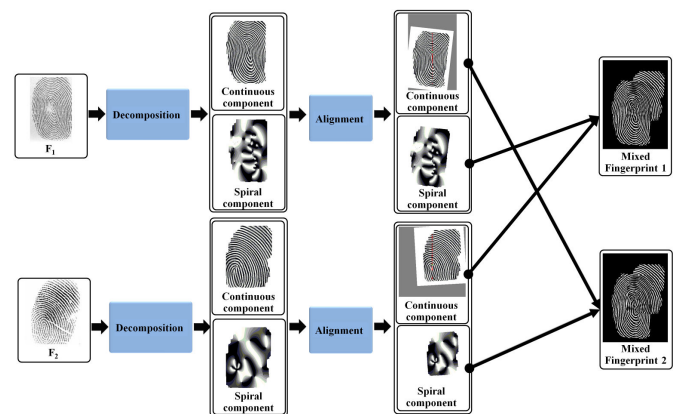 F1
Decomposition
Continuous
component
Spiral
component
Alignment
Continuous
component
Spiral
component
Mixed
Fingerprint 1
F2
Decomposition
Continuous
component
Spiral
component
Alignment
Continuous
component
Spiral
component
Mixed
Fingerprint 2